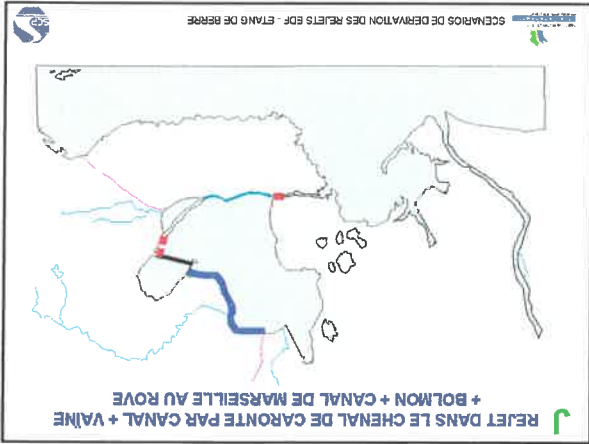 J
REJET DANS LE CHENAL DE CARONTE PAR CANAL + VAÏNE
+ BOLMON + CANAL DE MARSEILLE AU ROVE
SCENARIOS DE DERIVATION DES REJETS EDF - ETANG DE BERRE